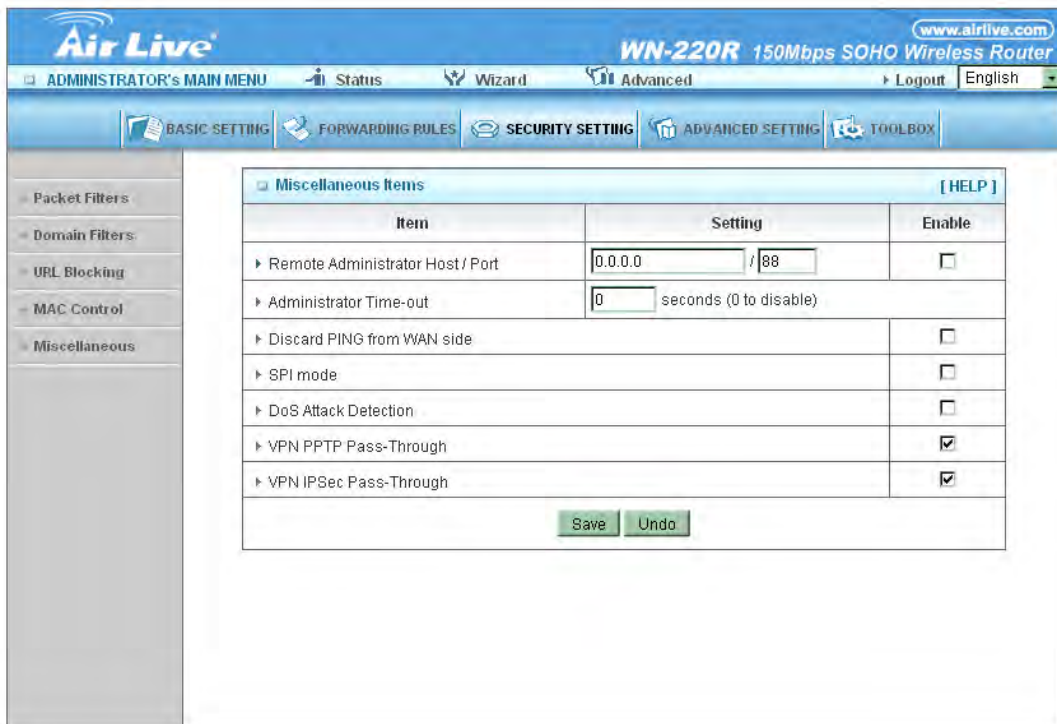 Air Live
www.airlive.com
WN-220R 150Mbps SOHO Wireless Router
ADMINISTRATOR's MAIN MENU Status Wizard Advanced Logout English
BASIC SETTING FORWARDING RULES SECURITY SETTING ADVANCED SETTING TOOLBOX
Packet Filters
Domain Filters
URL Blocking
MAC Control
Miscellaneous
Miscellaneous Items [ HELP ]
Item Setting Enable
Remote Administrator Host / Port 0.0.0.0 / 88
Administrator Time-out 0 seconds (0 to disable)
Discard PING from WAN side
SPI mode
DoS Attack Detection
VPN PPTP Pass-Through
VPN IPSec Pass-Through
Save Undo